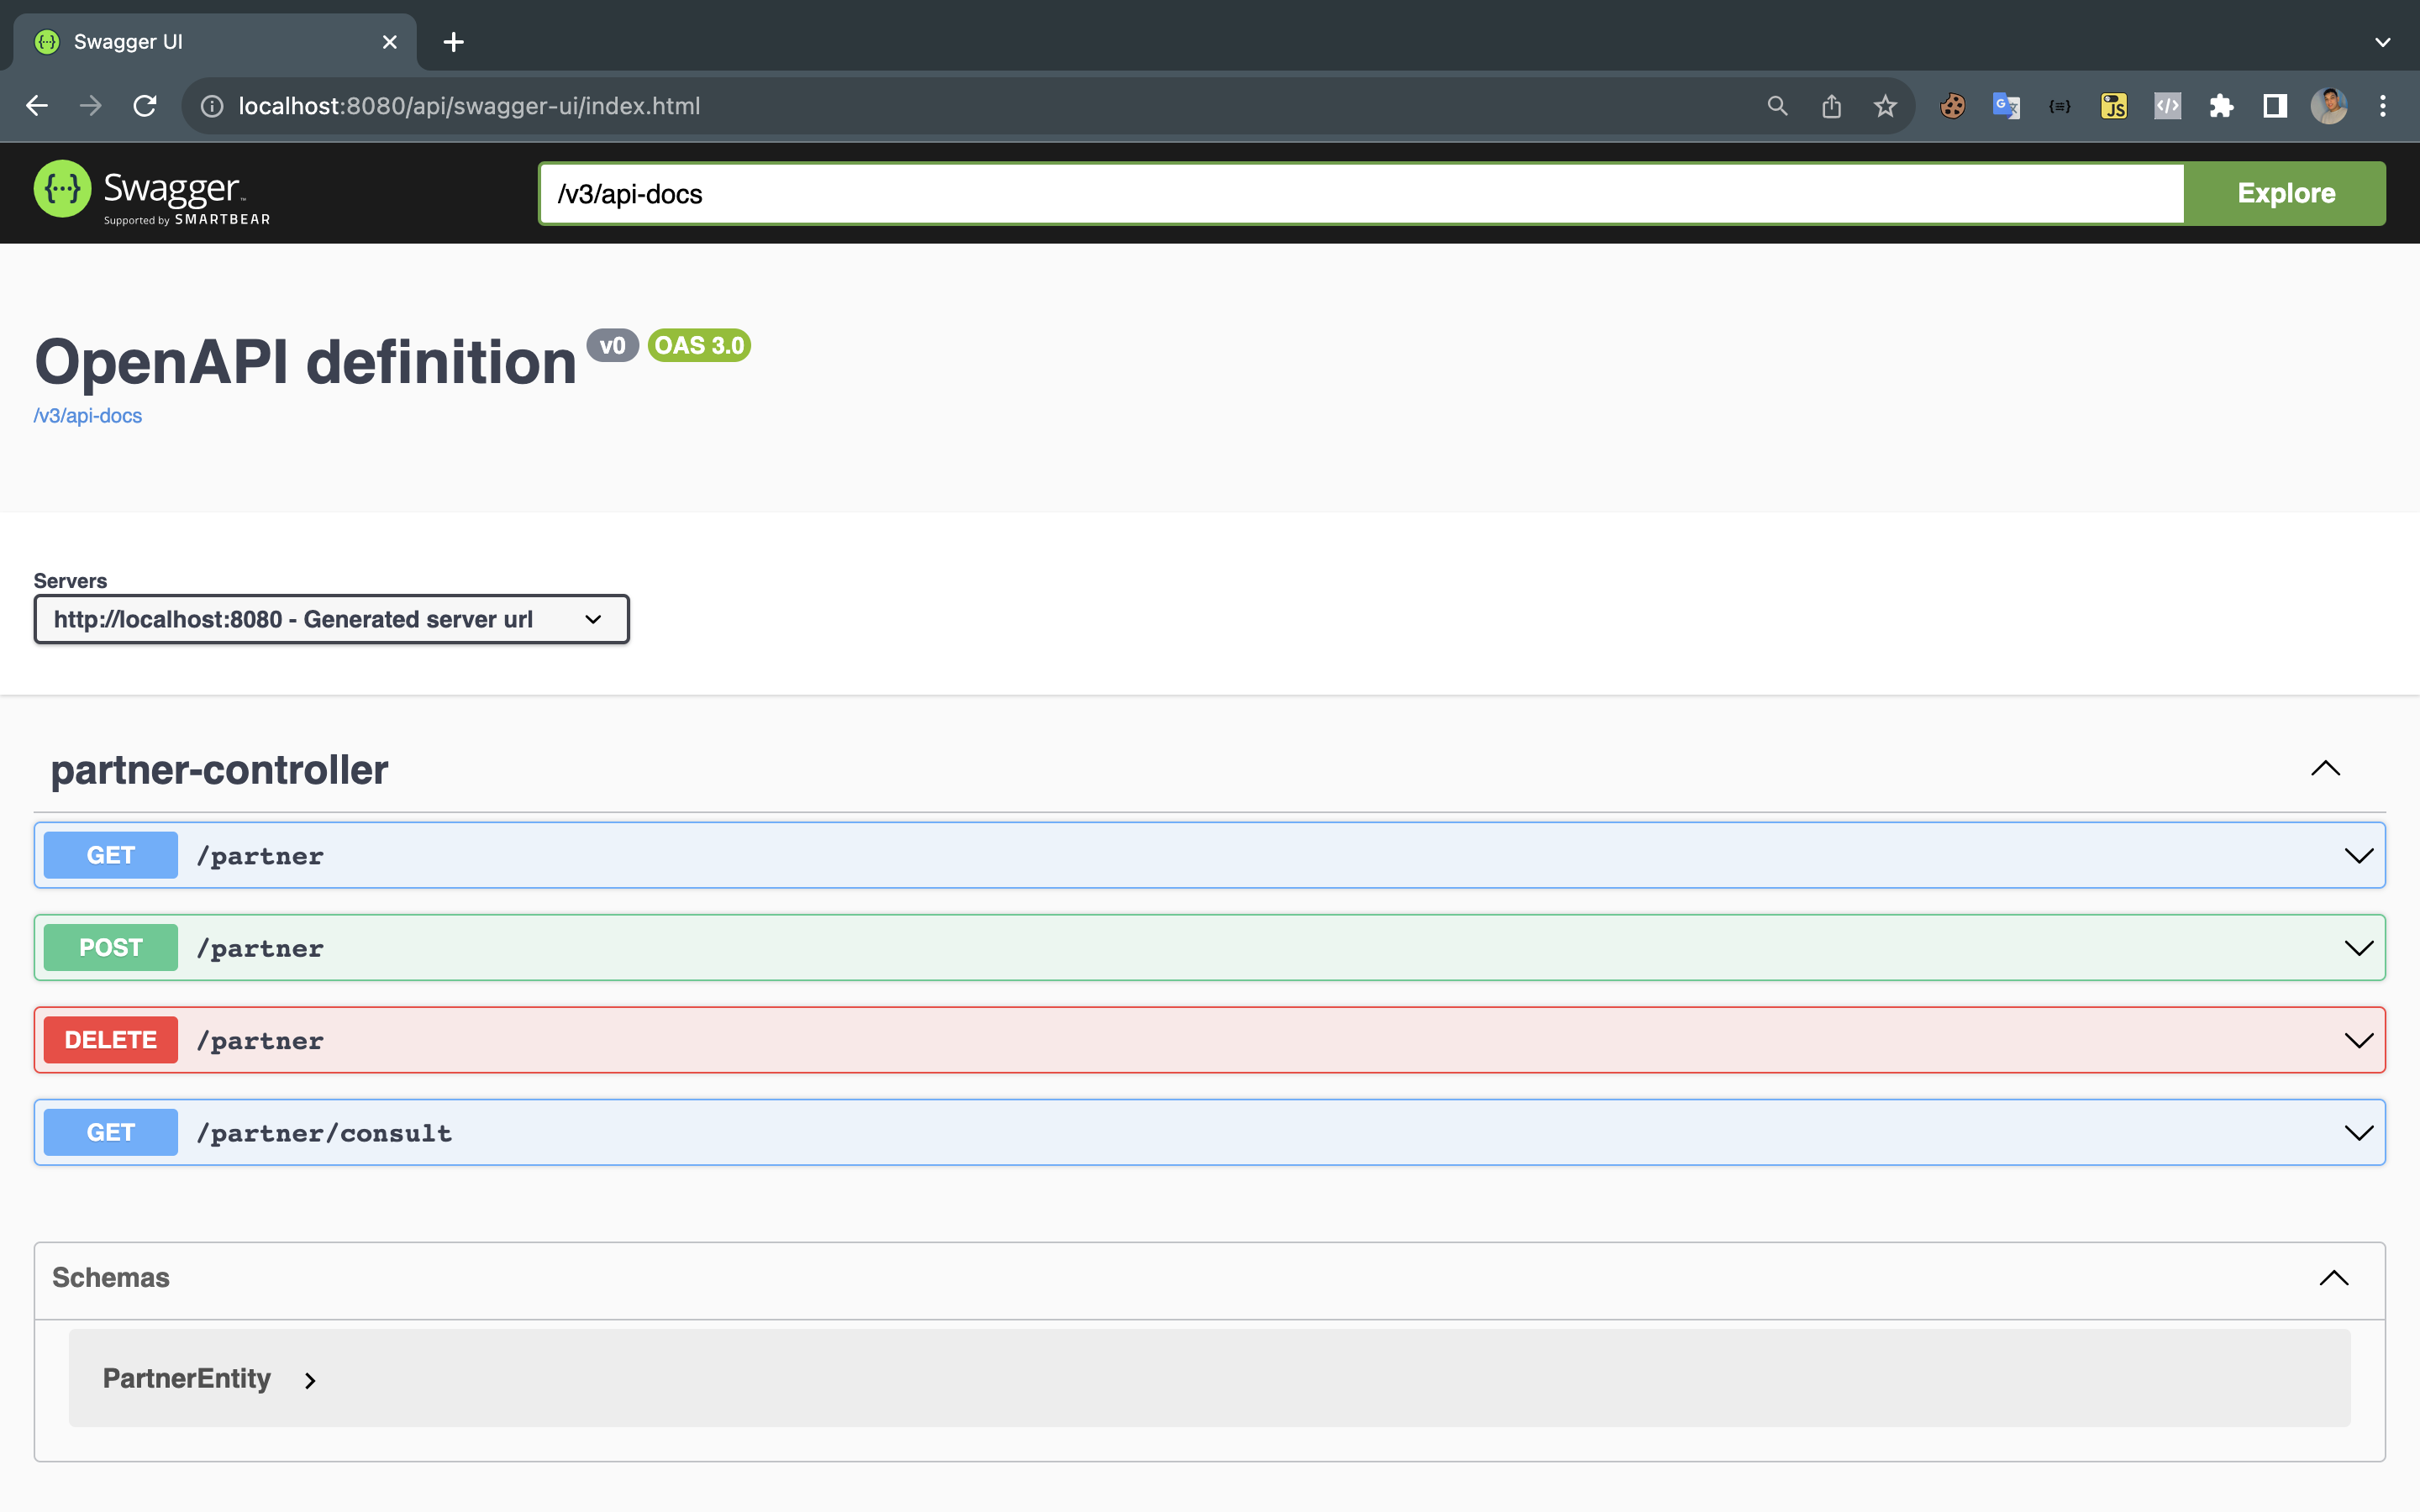 Swagger UI
localhost:8080/api/swagger-ui/index.html
Swagger
Supported by SMARTBEAR
/v3/api-docs
Explore
OpenAPI definition v0 OAS 3.0
/v3/api-docs
Servers
http://localhost:8080 - Generated server url
partner-controller
GET /partner
POST /partner
DELETE /partner
GET /partner/consult
Schemas
PartnerEntity